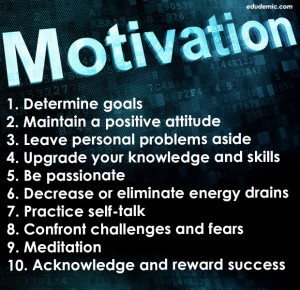 edudemic.com
Motivation
1. Determine goals
2. Maintain a positive attitude
3. Leave personal problems aside
4. Upgrade your knowledge and skills
5. Be passionate
6. Decrease or eliminate energy drains
7. Practice self-talk
8. Confront challenges and fears
9. Meditation
10. Acknowledge and reward success